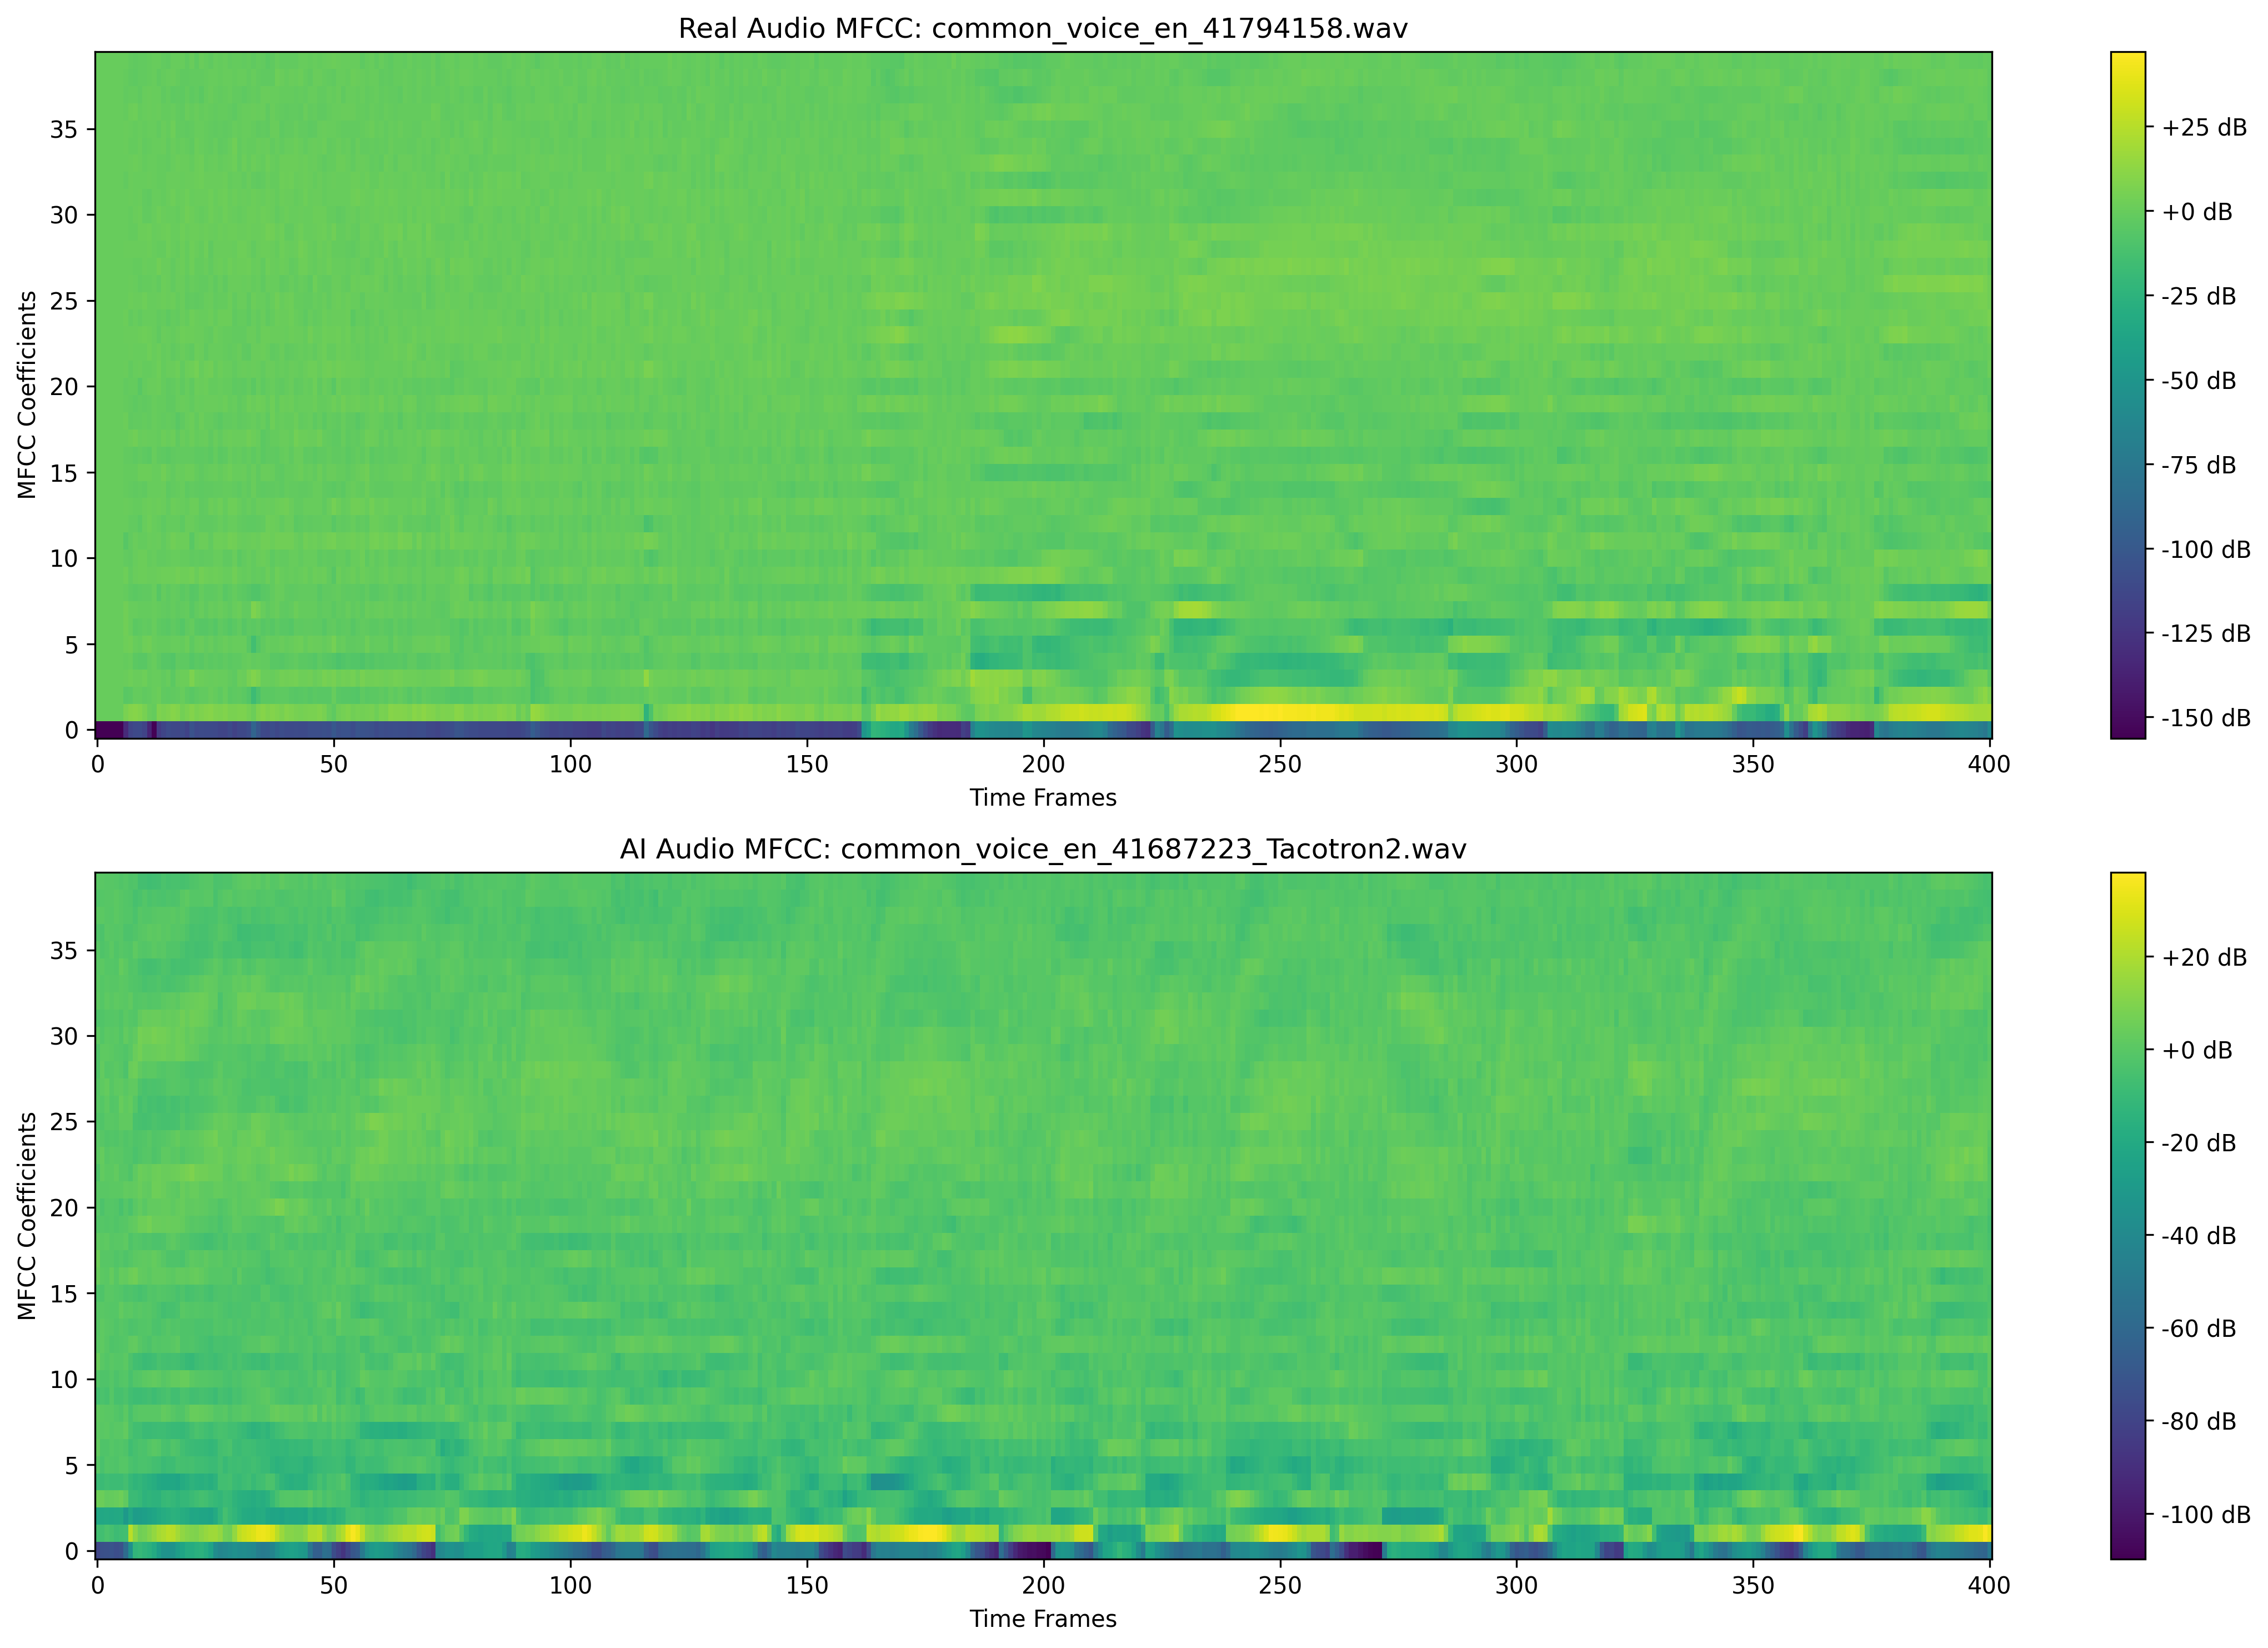 Real Audio MFCC: common_voice_en_41794158.wav
MFCC Coefficients
35
30
25
20
15
10
5
0
0 50 100 150 200 250 300 350 400
Time Frames
+25 dB
+0 dB
-25 dB
-50 dB
-75 dB
-100 dB
-125 dB
-150 dB
AI Audio MFCC: common_voice_en_41687223_Tacotron2.wav
MFCC Coefficients
35
30
25
20
15
10
5
0
0 50 100 150 200 250 300 350 400
Time Frames
+20 dB
+0 dB
-20 dB
-40 dB
-60 dB
-80 dB
-100 dB